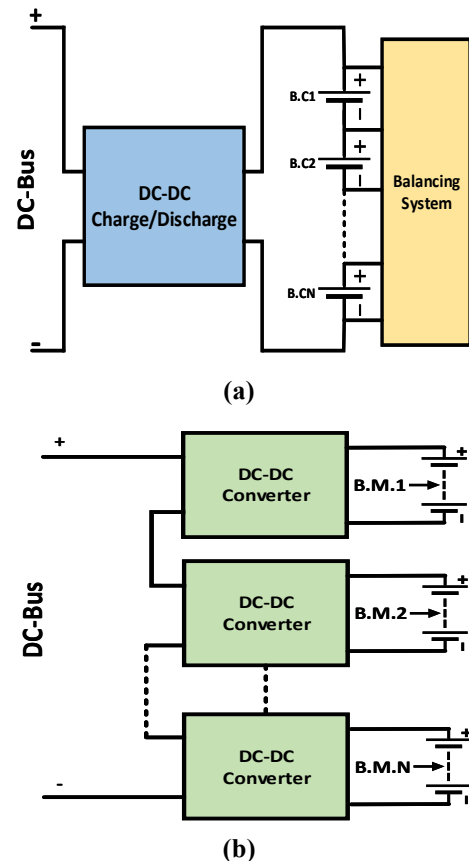 +
DC-Bus
-
DC-DC
Charge/Discharge
B.C1
+
-
B.C2
+
-
B.CN
+
-
Balancing
System
(a)
+
DC-Bus
-
DC-DC
Converter
B.M.1
+
-
DC-DC
Converter
B.M.2
+
-
DC-DC
Converter
B.M.N
+
-
(b)